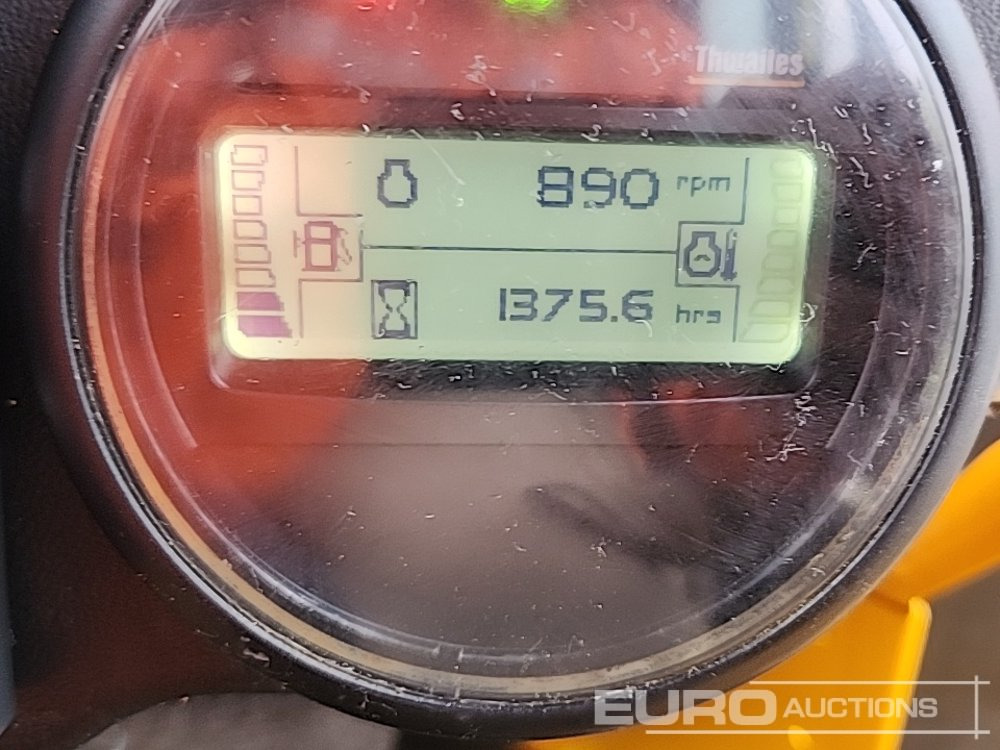 Thwaites
890 rpm
1375.6 hrs
EURO AUCTIONS